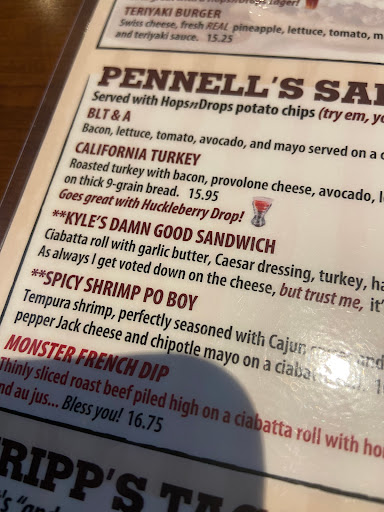 TERIYAKI BURGER
Swiss cheese, fresh REAL pineapple, lettuce, tomato,
and teriyaki sauce. 15.25
PENNELL'S
Served with HopsnDrops potato chips (try em,
BLT & A
Bacon, lettuce, tomato, avocado, and mayo served on a
CALIFORNIA TURKEY
Roasted turkey with bacon, provolone cheese, avocado,
on thick 9-grain bread. 15.95
Goes great with Huckleberry Drop!
**KYLE'S DAMN GOOD SANDWICH
Ciabatta roll with garlic butter, Caesar dressing, turkey,
As always I get voted down on the cheese, but trust me,
**SPICY SHRIMP PO BOY
Tempura shrimp, perfectly seasoned with Cajun and
pepper Jack cheese and chipotle mayo on a
MONSTER FRENCH DIP
Thinly sliced roast beef piled high on a ciabatta roll with
and au jus... Bless you! 16.75